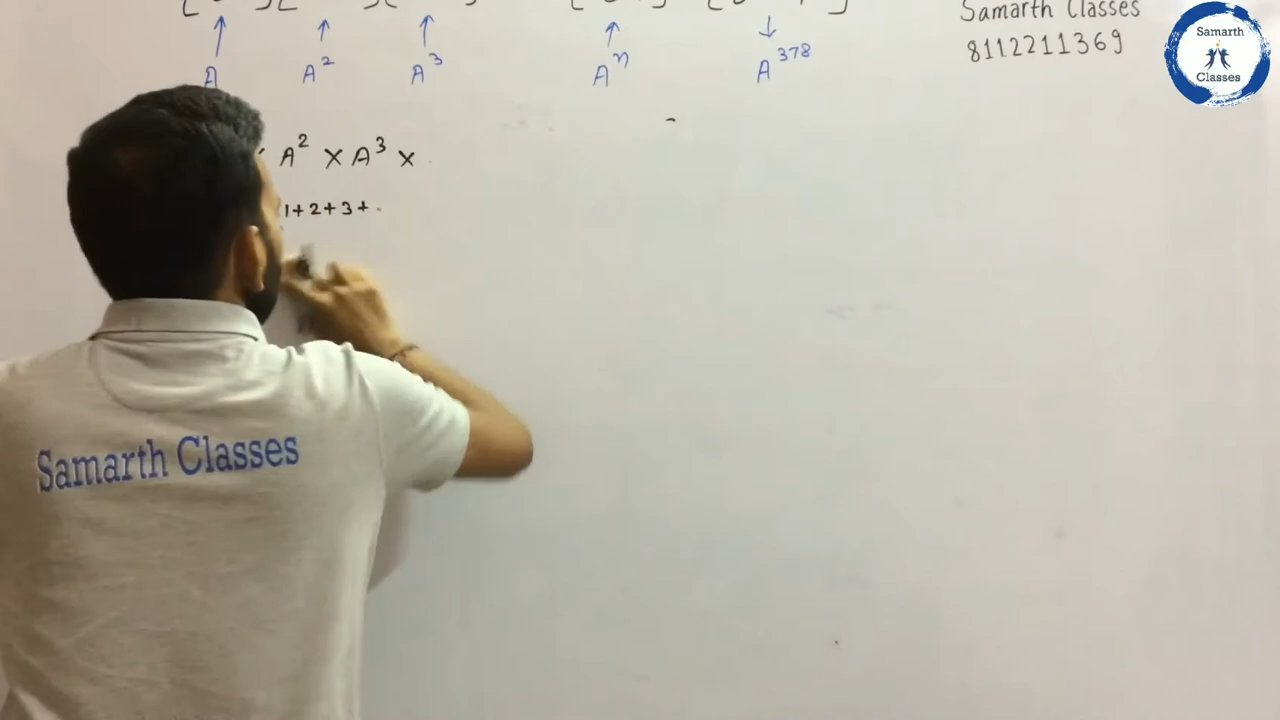 Samarth Classes
8112211369
Samarth
Classes
A A² A³ Aⁿ A³⁷⁸
A² × A³ ×
1+2+3+
Samarth Classes